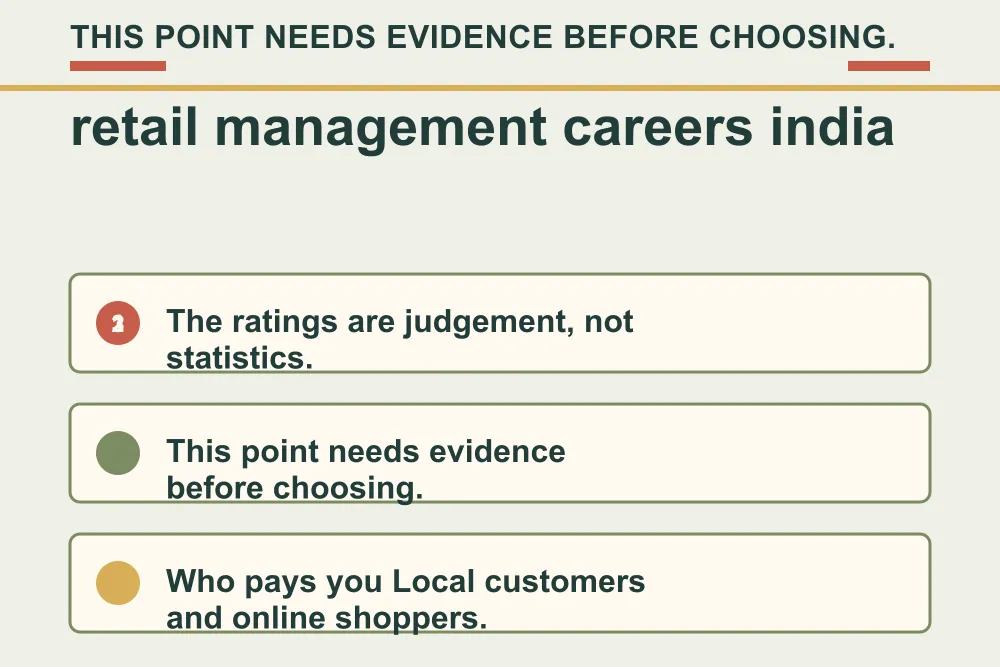 THIS POINT NEEDS EVIDENCE BEFORE CHOOSING.
retail management careers india
The ratings are judgement, not
statistics.
This point needs evidence
before choosing.
Who pays you Local customers
and online shoppers.